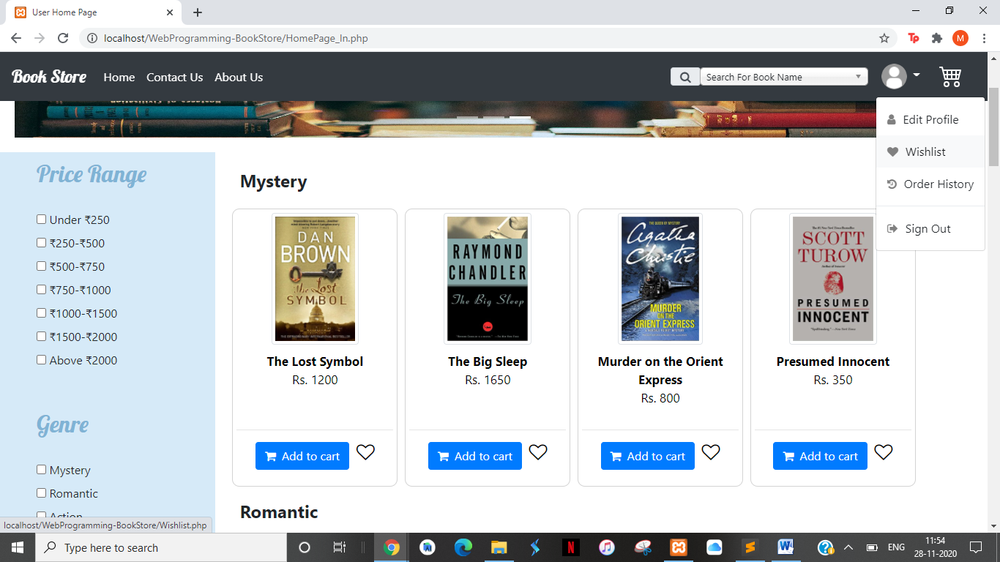 User Home Page
localhost/WebProgramming-BookStore/HomePage_In.php
M
Book Store Home Contact Us About Us Search For Book Name
Edit Profile
Wishlist
Order History
Sign Out
Price Range
Under ₹250
₹250-₹500
₹500-₹750
₹750-₹1000
₹1000-₹1500
₹1500-₹2000
Above ₹2000
Genre
Mystery
Romantic
Action
Mystery
DAN
BROWN
the Lost
SYMBOL
The Lost Symbol
Rs. 1200
Add to cart
RAYMOND
CHANDLER
The Big Sleep
The Big Sleep
Rs. 1650
Add to cart
THE QUEEN OF MYSTERY
Agatha
Christie
MURDER
ON THE
ORIENT EXPRESS
Murder on the Orient
Express
Rs. 800
Add to cart
SCOTT
TUROW
PRESUMED
INNOCENT
Presumed Innocent
Rs. 350
Add to cart
Romantic
localhost/WebProgramming-BookStore/Wishlist.php
Type here to search
ENG
11:54
28-11-2020